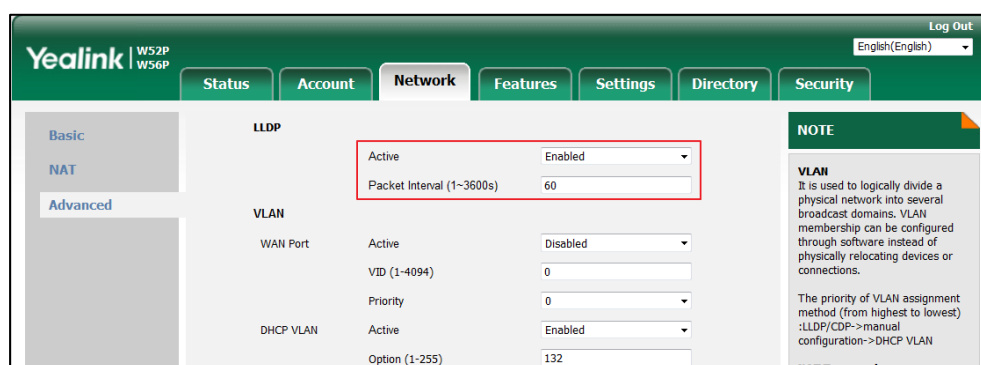 Log Out
Yealink | W52P
W56P
English(English)
Status Account Network Features Settings Directory Security
Basic
NAT
Advanced
LLDP
Active Enabled
Packet Interval (1~3600s) 60
VLAN
WAN Port Active Disabled
VID (1-4094) 0
Priority 0
DHCP VLAN Active Enabled
Option (1-255) 132
NOTE
VLAN
It is used to logically divide a
physical network into several
broadcast domains. VLAN
membership can be configured
through software instead of
physically relocating devices or
connections.
The priority of VLAN assignment
method (from highest to lowest)
:LLDP/CDP->manual
configuration->DHCP VLAN